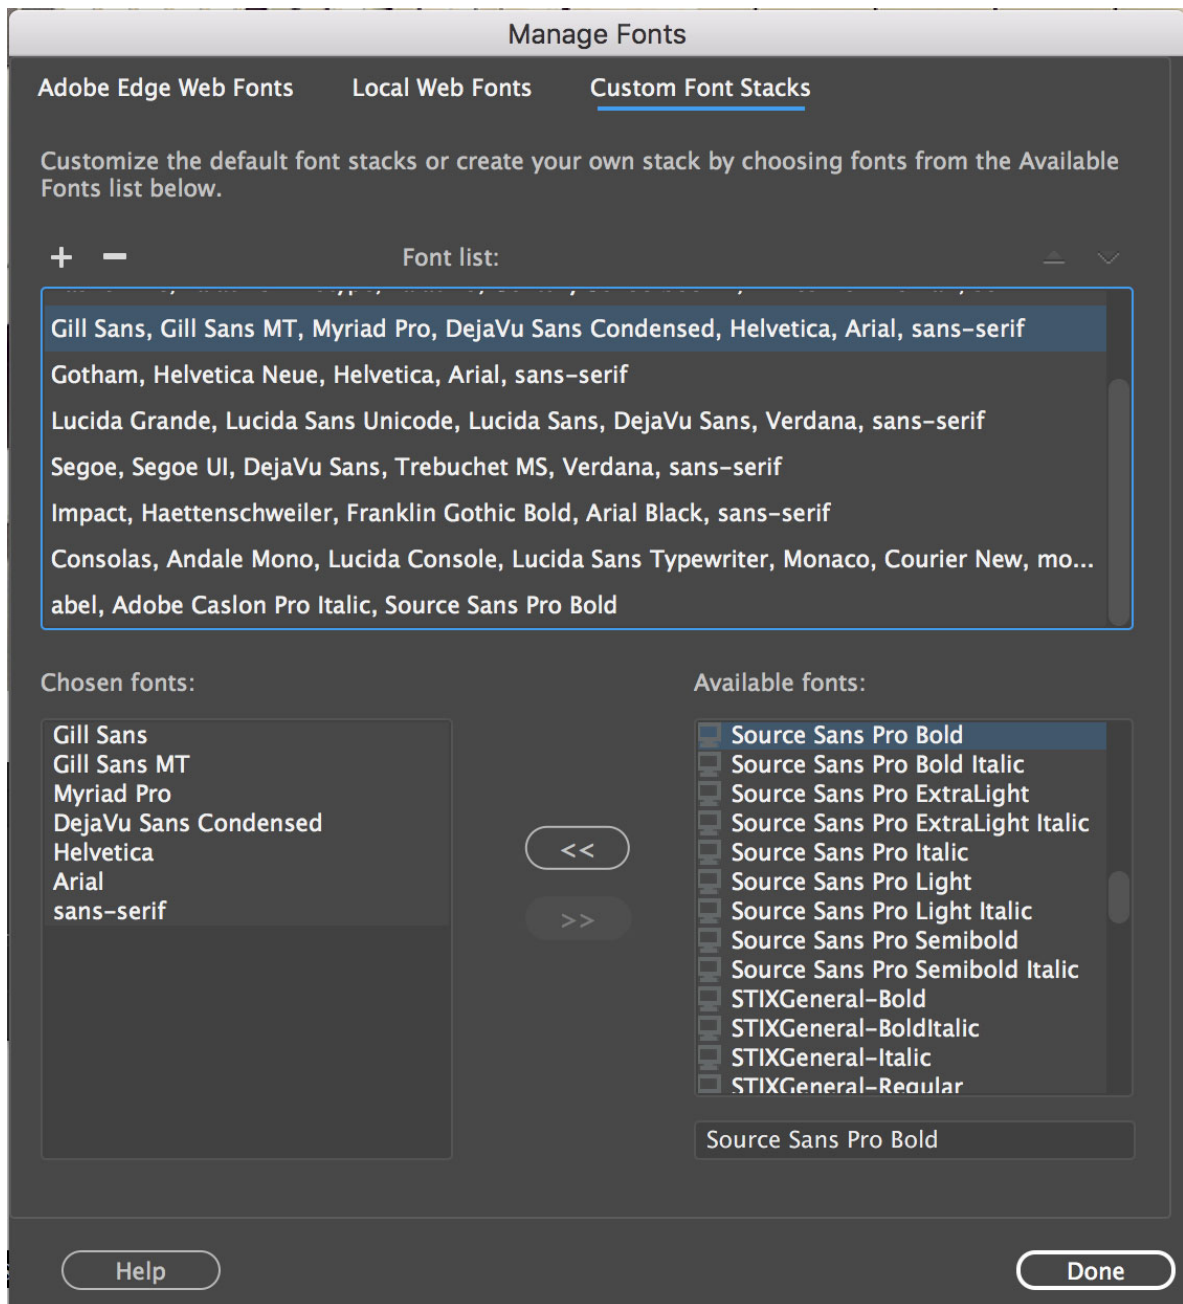 Manage Fonts
Adobe Edge Web Fonts Local Web Fonts Custom Font Stacks
Customize the default font stacks or create your own stack by choosing fonts from the Available
Fonts list below.
+ − Font list:
Gill Sans, Gill Sans MT, Myriad Pro, DejaVu Sans Condensed, Helvetica, Arial, sans-serif
Gotham, Helvetica Neue, Helvetica, Arial, sans-serif
Lucida Grande, Lucida Sans Unicode, Lucida Sans, DejaVu Sans, Verdana, sans-serif
Segoe, Segoe UI, DejaVu Sans, Trebuchet MS, Verdana, sans-serif
Impact, Haettenschweiler, Franklin Gothic Bold, Arial Black, sans-serif
Consolas, Andale Mono, Lucida Console, Lucida Sans Typewriter, Monaco, Courier New, mo...
abel, Adobe Caslon Pro Italic, Source Sans Pro Bold
Chosen fonts:
Gill Sans
Gill Sans MT
Myriad Pro
DejaVu Sans Condensed
Helvetica
Arial
sans-serif
<<
>>
Available fonts:
Source Sans Pro Bold
Source Sans Pro Bold Italic
Source Sans Pro ExtraLight
Source Sans Pro ExtraLight Italic
Source Sans Pro Italic
Source Sans Pro Light
Source Sans Pro Light Italic
Source Sans Pro Semibold
Source Sans Pro Semibold Italic
STIXGeneral-Bold
STIXGeneral-BoldItalic
STIXGeneral-Italic
STIXGeneral-Regular
Source Sans Pro Bold
Help Done